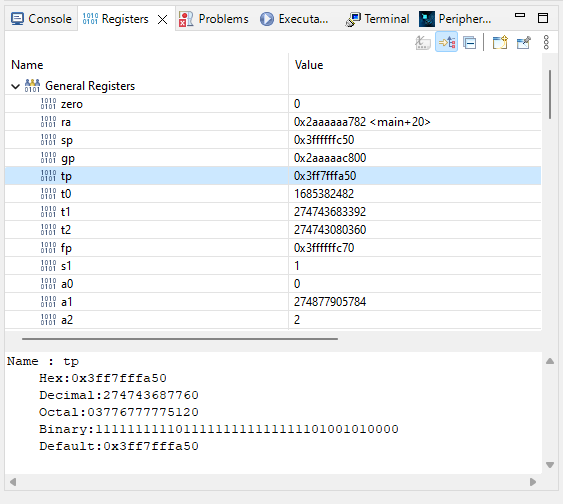 Console Registers Problems Executa... Terminal Peripher...
Name Value
General Registers
zero 0
ra 0x2aaaaaa782 <main+20>
sp 0x3ffffffc50
gp 0x2aaaaac800
tp 0x3ff7fffa50
t0 1685382482
t1 274743683392
t2 274743080360
fp 0x3ffffffc70
s1 1
a0 0
a1 274877905784
a2 2
Name : tp
Hex:0x3ff7fffa50
Decimal:274743687760
Octal:03776777775120
Binary:11111111110111111111111111101001010000
Default:0x3ff7fffa50